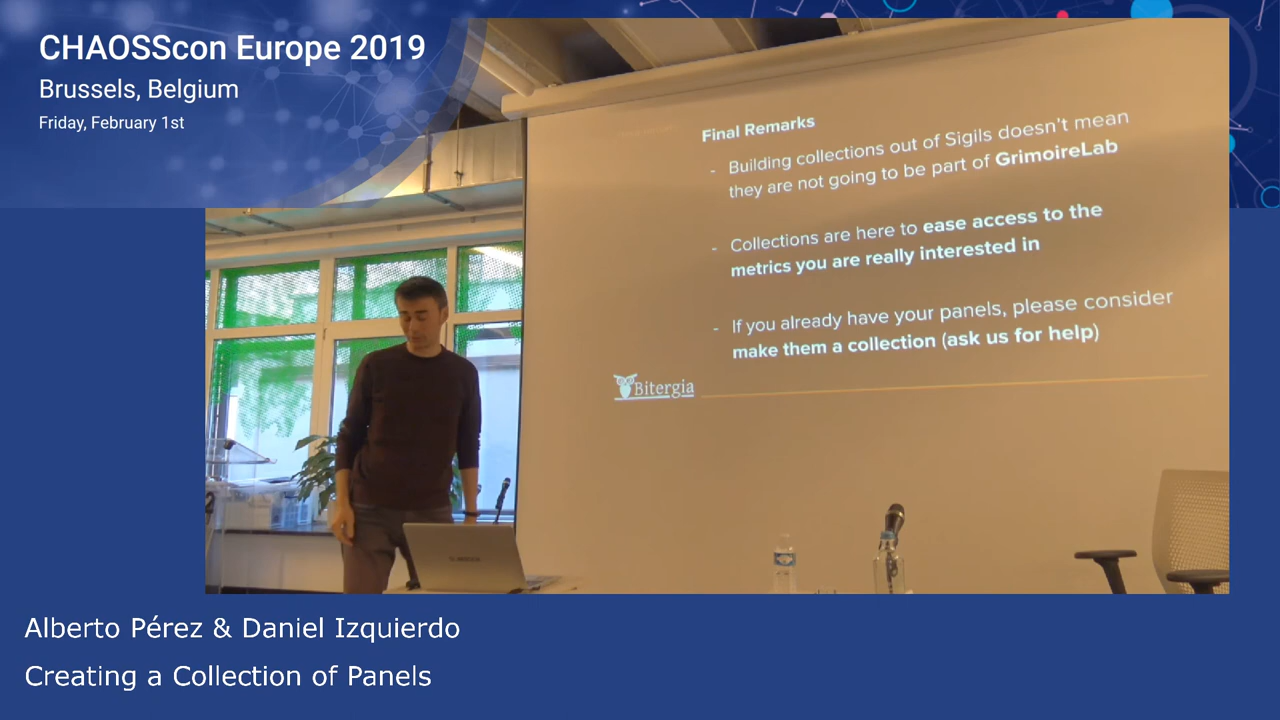 CHAOSScon Europe 2019
Brussels, Belgium
Friday, February 1st
Final Remarks
- Building collections out of Sigils doesn't mean
they are not going to be part of GrimoireLab
- Collections are here to ease access to the
metrics you are really interested in
- If you already have your panels, please consider
make them a collection (ask us for help)
Bitergia
Alberto Pérez & Daniel Izquierdo
Creating a Collection of Panels